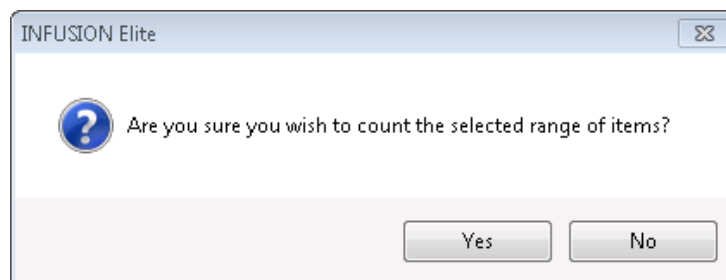 INFUSION Elite
Are you sure you wish to count the selected range of items?
Yes No